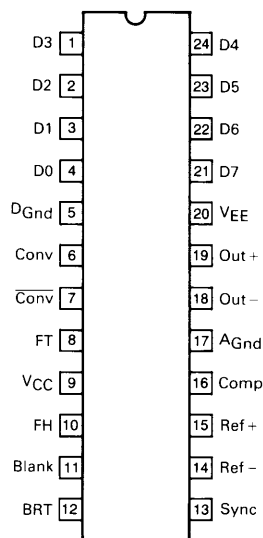 D3 1 24 D4
D2 2 23 D5
D1 3 22 D6
D0 4 21 D7
DGnd 5 20 VEE
Conv 6 19 Out+
Conv 7 18 Out−
FT 8 17 AGnd
VCC 9 16 Comp
FH 10 15 Ref+
Blank 11 14 Ref−
BRT 12 13 Sync